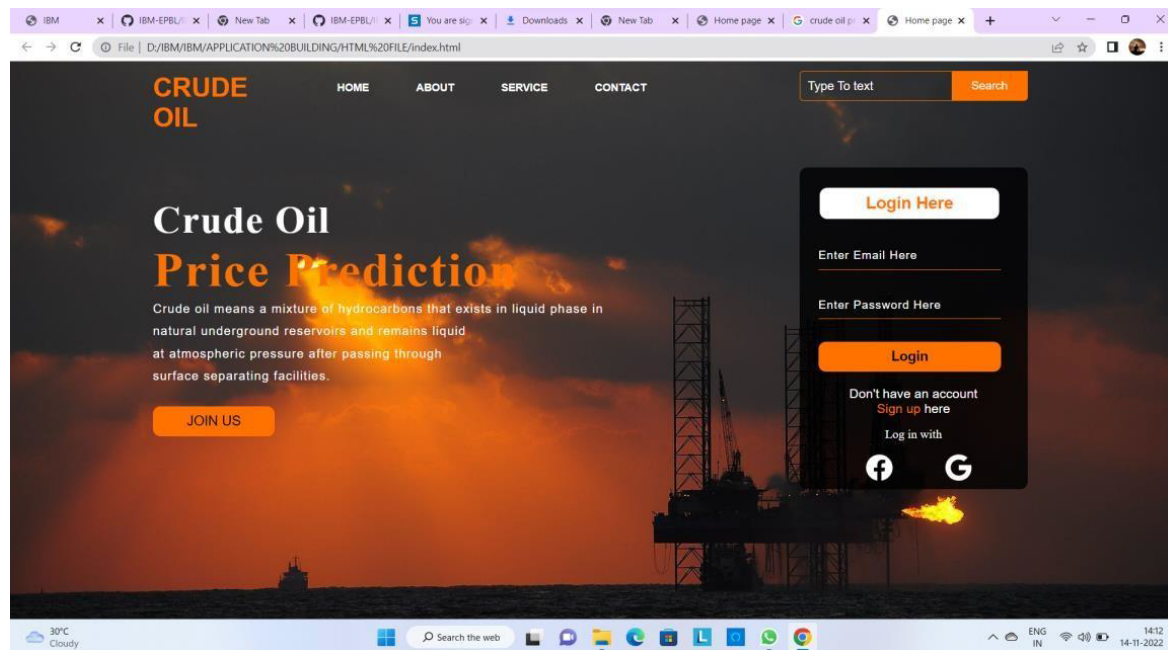 IBM
IBM-EPBL/
New Tab
IBM-EPBL/
You are sig
Downloads
New Tab
Home page
crude oil p
Home page
File | D:/IBM/IBM/APPLICATION%20BUILDING/HTML%20FILE/index.html
CRUDE
OIL
HOME
ABOUT
SERVICE
CONTACT
Type To text
Search
Crude Oil
Price Prediction
Crude oil means a mixture of hydrocarbons that exists in liquid phase in
natural underground reservoirs and remains liquid
at atmospheric pressure after passing through
surface separating facilities.
JOIN US
Login Here
Enter Email Here
Enter Password Here
Login
Don't have an account
Sign up here
Log in with
30°C
Cloudy
Search the web
ENG
IN
14:12
14-11-2022